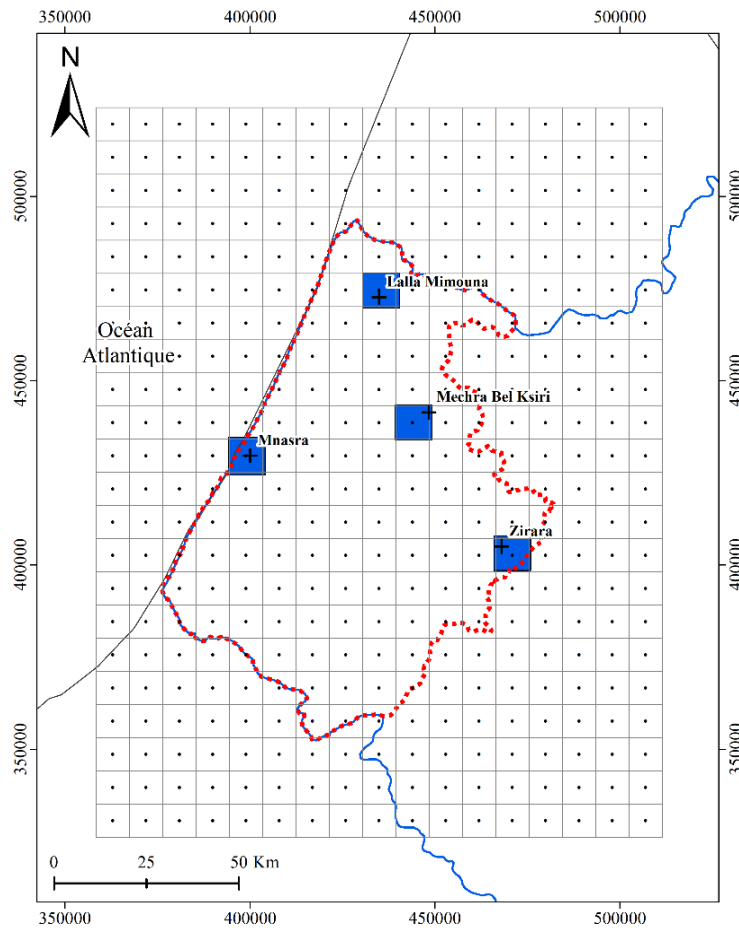 350000 400000 450000 500000
N
500000 500000
Lalla Mimouna
Océan
Atlantique
450000 450000
Mechra Bel Ksiri
Mnasra
Zirara
400000 400000
350000 350000
0 25 50 Km
350000 400000 450000 500000